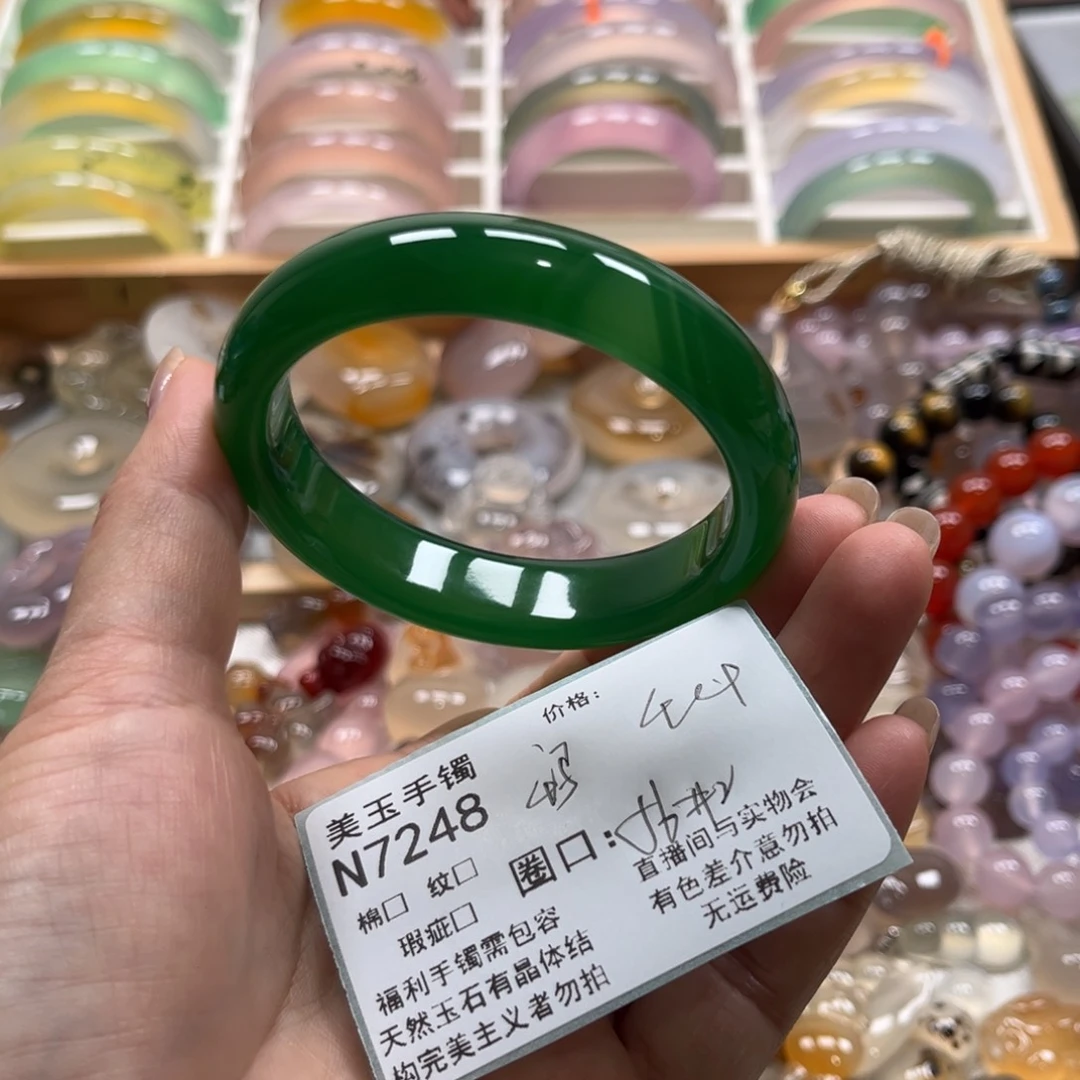 价格:
美玉手镯
N7248
圈口:
棉□ 纹□
瑕疵□
直播间与实物会
有色差介意勿拍
无运费险
福利手镯需包容
天然玉石有晶体结
构完美主义者勿拍